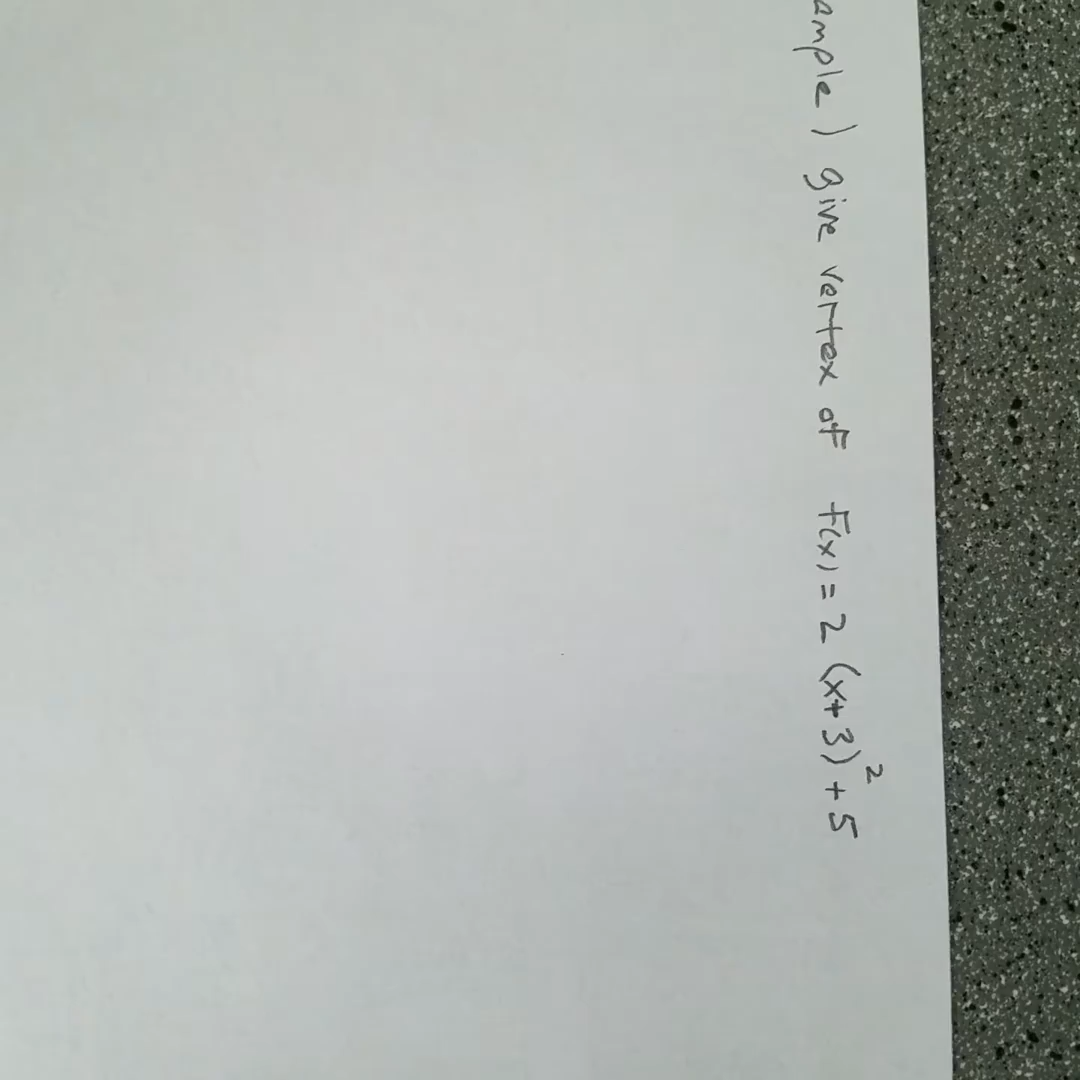 ample) give vertex of f(x) = 2 (x+3)² + 5